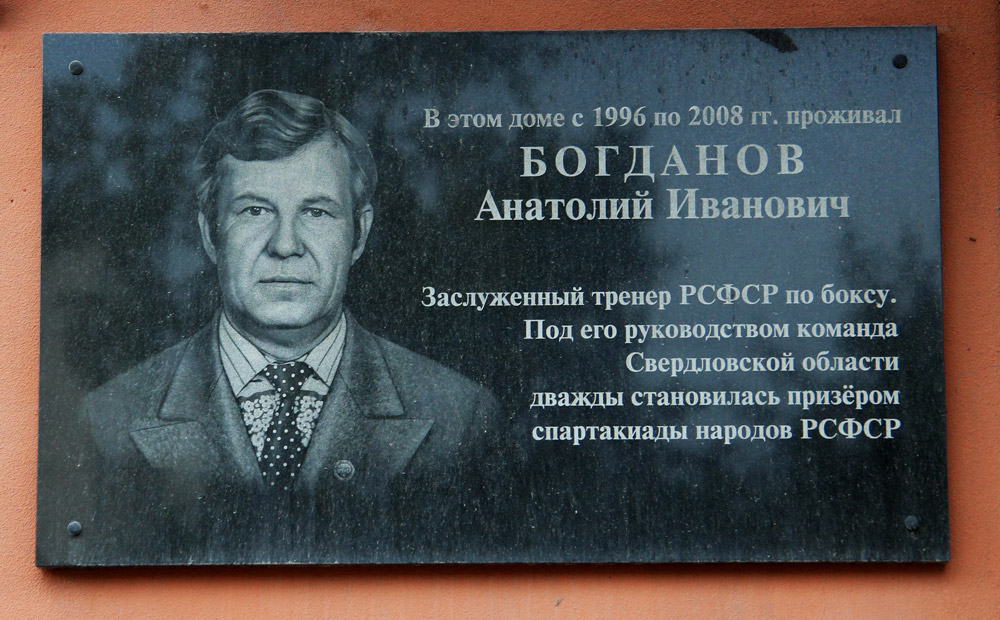 В этом доме с 1996 по 2008 гг. проживал
БОГДАНОВ
Анатолий Иванович
Заслуженный тренер РСФСР по боксу.
Под его руководством команда
Свердловской области
дважды становилась призёром
спартакиады народов РСФСР